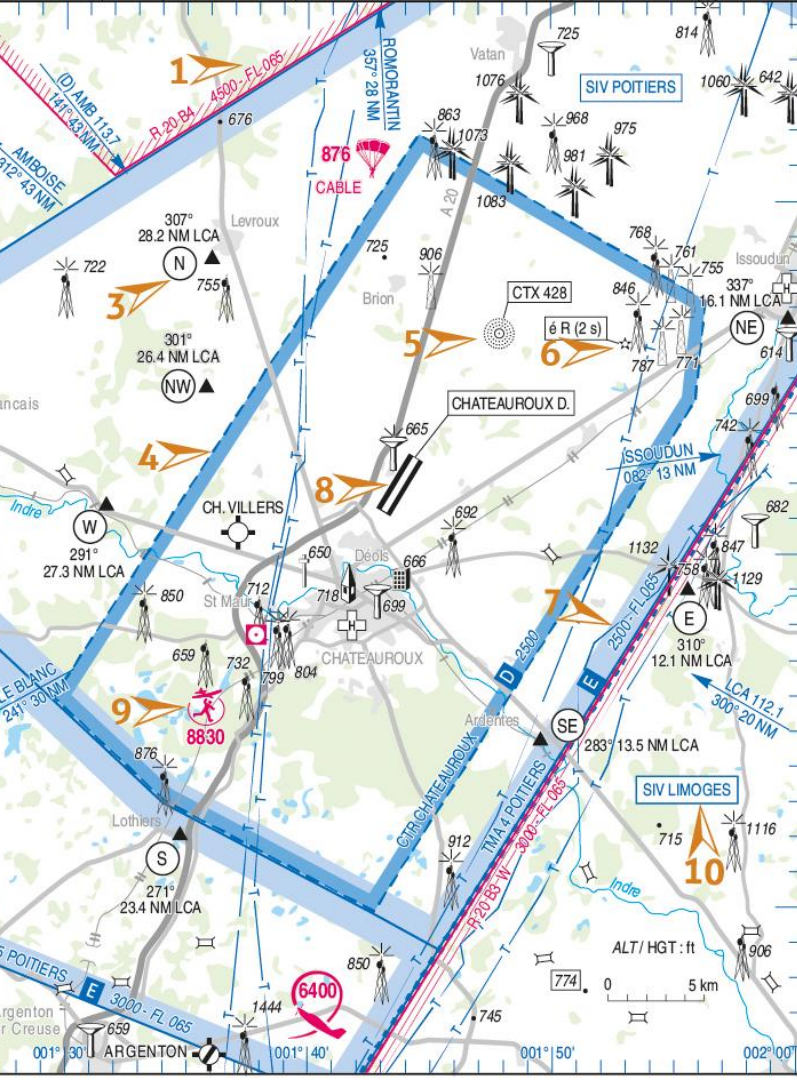 814
Vatan
725
1076
SIV POITIERS
1060
642
ROMORANTIN
357° 28 NM
1
R 20 B4 4500 - FL 065
(D) AMB 113.7
141° 43 NM
AMBOISE
312° 43 NM
676
863
1073
968
975
981
1083
876
CABLE
A 20
307°
28.2 NM LCA
N
Levroux
722
3
755
725
906
Brion
768
761
755
Issoudun
H
337°
16.1 NM LCA
NE
CTX 428
846
é R (2 s)
5
6
787
771
614
301°
26.4 NM LCA
NW
ancais
CHATEAUROUX D.
699
742
665
4
ISSOUDUN
082° 13 NM
8
Indre
W
291°
27.3 NM LCA
CH. VILLERS
692
682
650
Déols
666
1132
847
758
1129
850
St Maur
712
718
699
7
2500 - FL 065
E
310°
12.1 NM LCA
H
CHATEAUROUX
659
732
799
804
D 2500
E
LE BLANC
241° 30 NM
9
8830
LCA 112.1
300° 20 NM
Ardentes
SE
283° 13.5 NM LCA
876
CTR CHATEAUROUX
TMA 4 POITIERS
R 20 B3 W 3000 - FL 065
SIV LIMOGES
Lothiers
S
271°
23.4 NM LCA
912
715
1116
10
Indre
5 POITIERS E 3000 - FL 065
850
ALT / HGT : ft
906
774
0 5 km
6400
745
rgenton
r Creuse
659
1444
ARGENTON
001° 30'
001° 40'
001° 50'
002° 00'